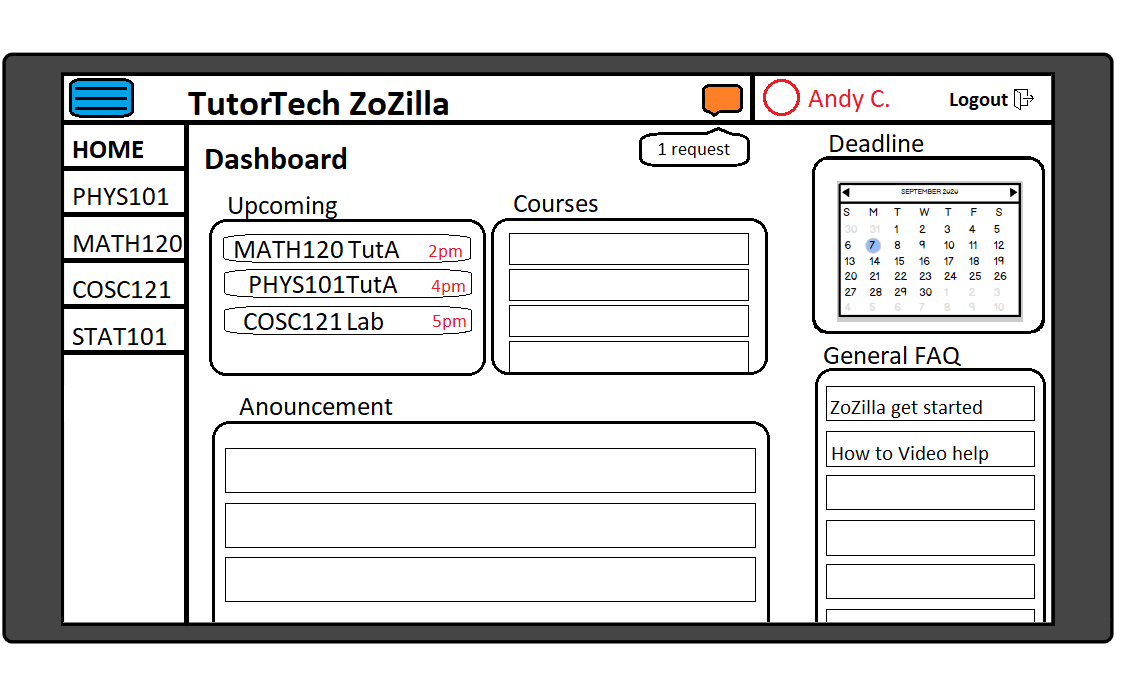 TutorTech ZoZilla
Andy C.
Logout
HOME
PHYS101
MATH120
COSC121
STAT101
Dashboard
1 request
Upcoming
MATH120 TutA 2pm
PHYS101TutA 4pm
COSC121 Lab 5pm
Courses
Anouncement
Deadline
SEPTEMBER 2020
S M T W T F S
30 31 1 2 3 4 5
6 7 8 9 10 11 12
13 14 15 16 17 18 19
20 21 22 23 24 25 26
27 28 29 30 1 2 3
4 5 6 7 8 9 10
General FAQ
ZoZilla get started
How to Video help